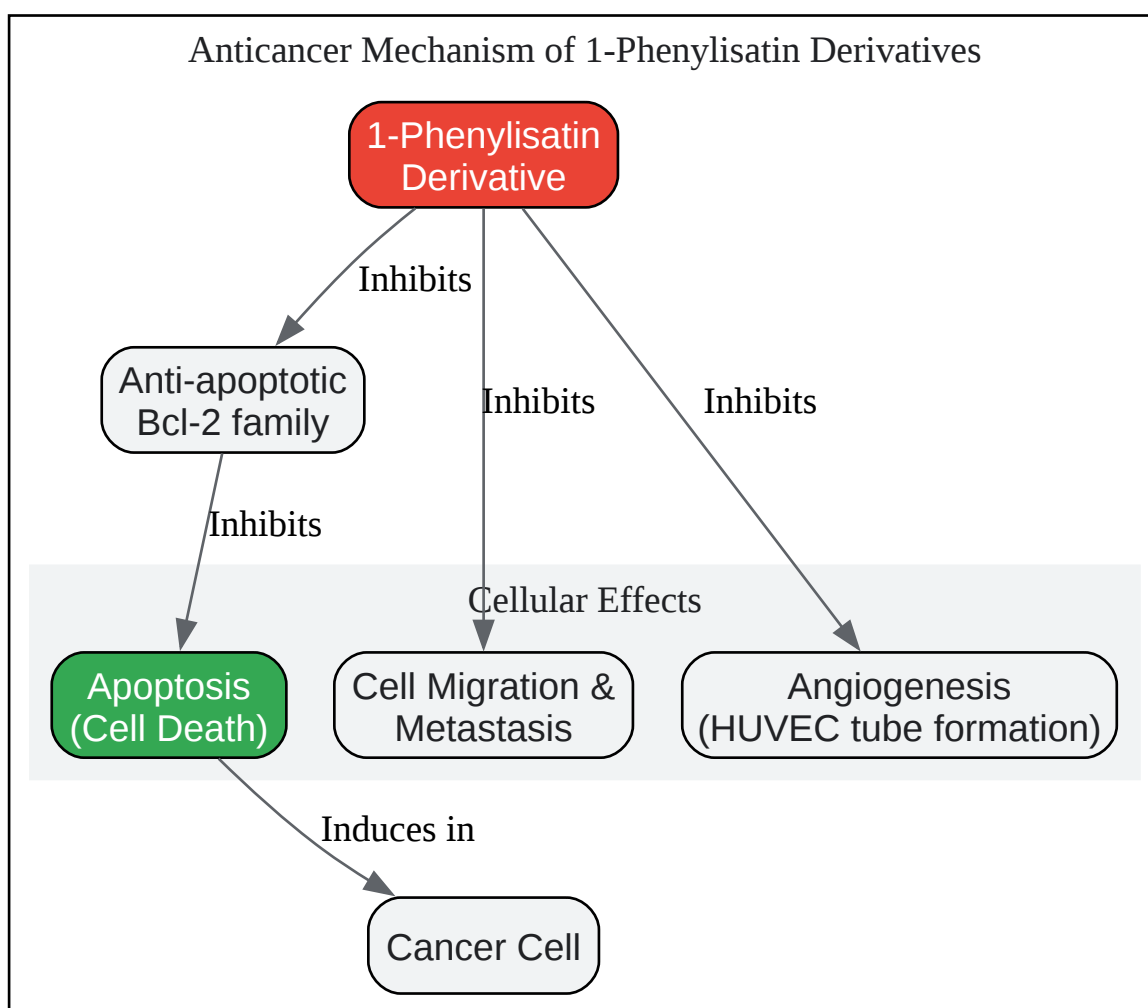 Anticancer Mechanism of 1-Phenylisatin Derivatives
1-Phenylisatin
Derivative
Inhibits
Anti-apoptotic
Bcl-2 family
Inhibits
Inhibits
Inhibits
Cellular Effects
Apoptosis
(Cell Death)
Cell Migration &
Metastasis
Angiogenesis
(HUVEC tube formation)
Induces in
Cancer Cell